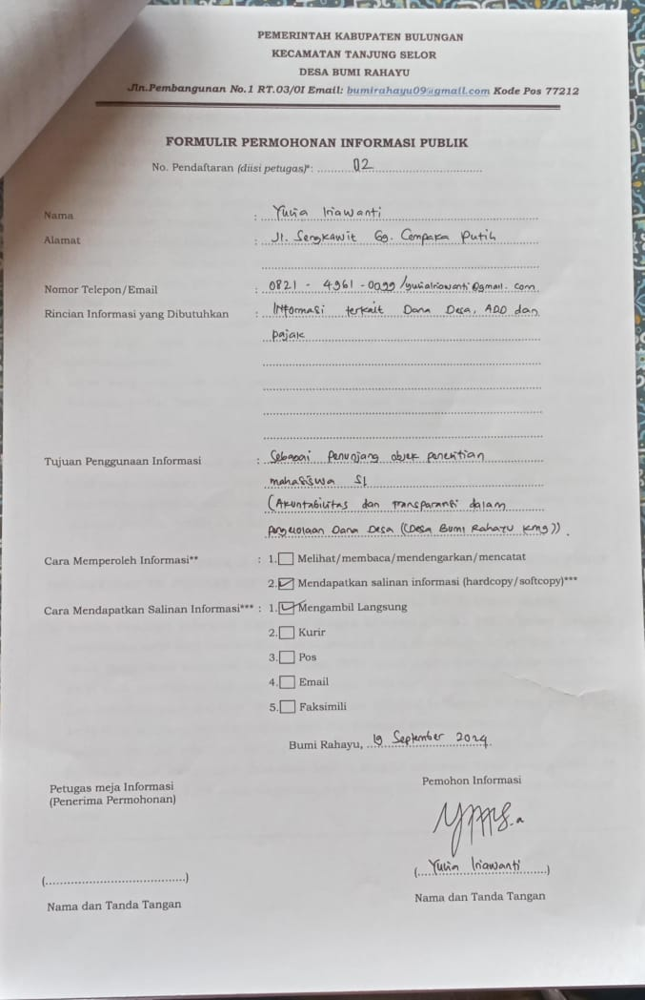 PEMERINTAH KABUPATEN BULUNGAN
KECAMATAN TANJUNG SELOR
DESA BUMI RAHAYU
Jln.Pembangunan No.1 RT.03/01 Email: bumirahayu09@gmail.com Kode Pos 77212
FORMULIR PERMOHONAN INFORMASI PUBLIK
No. Pendaftaran (diisi petugas)*: 02
Nama : Yulia Iriawanti
Alamat : Jl. Sengkawit Gg. Cempaka Putih
Nomor Telepon/Email : 0821 - 4961 - 0999 /yuliairiawanti@gmail.com
Rincian Informasi yang Dibutuhkan : Informasi terkait Dana Desa, ADD dan
pajak
Tujuan Penggunaan Informasi : Sebagai Penunjang objek penelitian
mahasiswa S1
(Akuntabilitas dan transparansi dalam
pengelolaan Dana Desa ((Desa Bumi Rahayu km9)).
Cara Memperoleh Informasi** : 1. Melihat/membaca/mendengarkan/mencatat
2. Mendapatkan salinan informasi (hardcopy/softcopy)***
Cara Mendapatkan Salinan Informasi*** : 1. Mengambil Langsung
2. Kurir
3. Pos
4. Email
5. Faksimili
Bumi Rahayu, 19 September 2024
Petugas meja Informasi
(Penerima Permohonan)
Pemohon Informasi
(Yulia Iriawanti)
(..........)
Nama dan Tanda Tangan
Nama dan Tanda Tangan